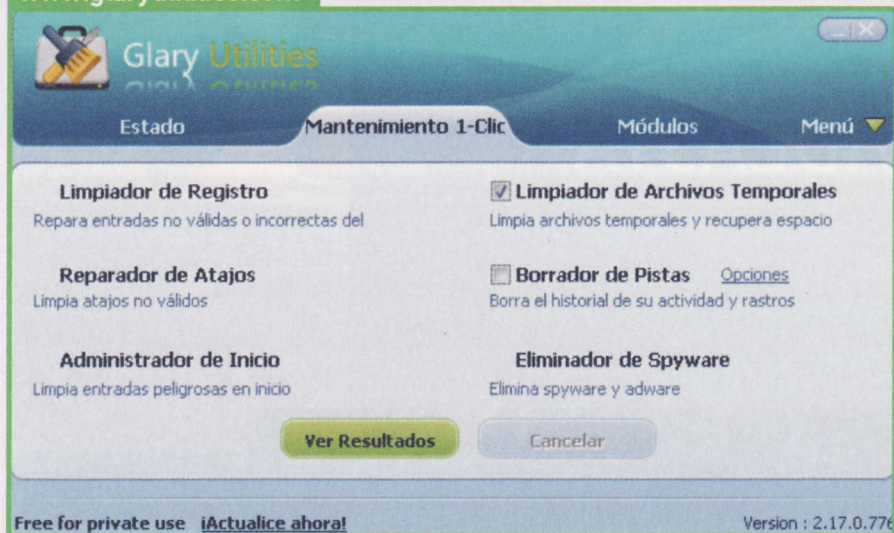 Glary Utilities
Estado
Mantenimiento 1-Clic
Módulos
Menú
Limpiador de Registro
Repara entradas no válidas o incorrectas del
Limpiador de Archivos Temporales
Limpia archivos temporales y recupera espacio
Reparador de Atajos
Limpia atajos no válidos
Borrador de Pistas Opciones
Borra el historial de su actividad y rastros
Administrador de Inicio
Limpia entradas peligrosas en inicio
Eliminador de Spyware
Elimina spyware y adware
Ver Resultados
Cancelar
Free for private use ¡Actualice ahora!
Version : 2.17.0.776